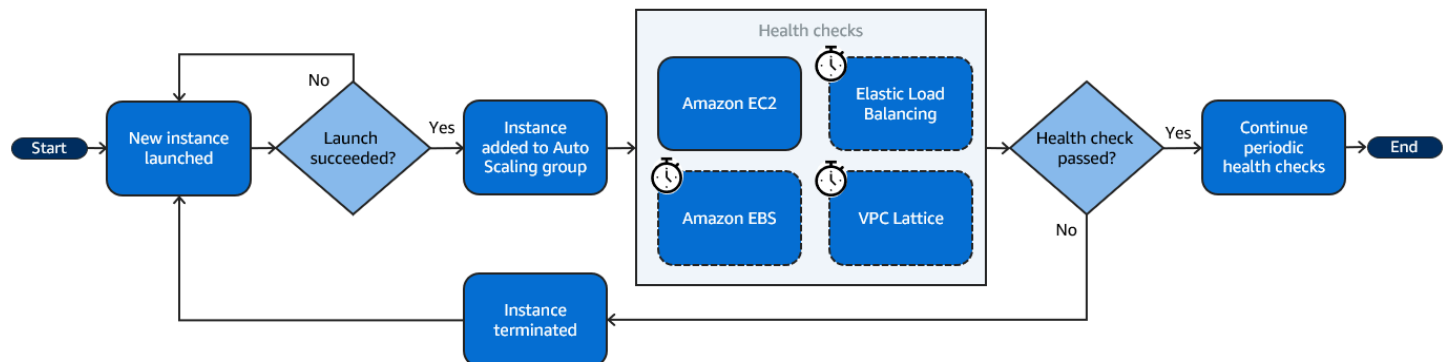 Health checks
Start
New instance
launched
No
Launch
succeeded?
Yes
Instance
added to Auto
Scaling group
Amazon EC2
Elastic Load
Balancing
Amazon EBS
VPC Lattice
Health check
passed?
Yes
Continue
periodic
health checks
End
No
Instance
terminated